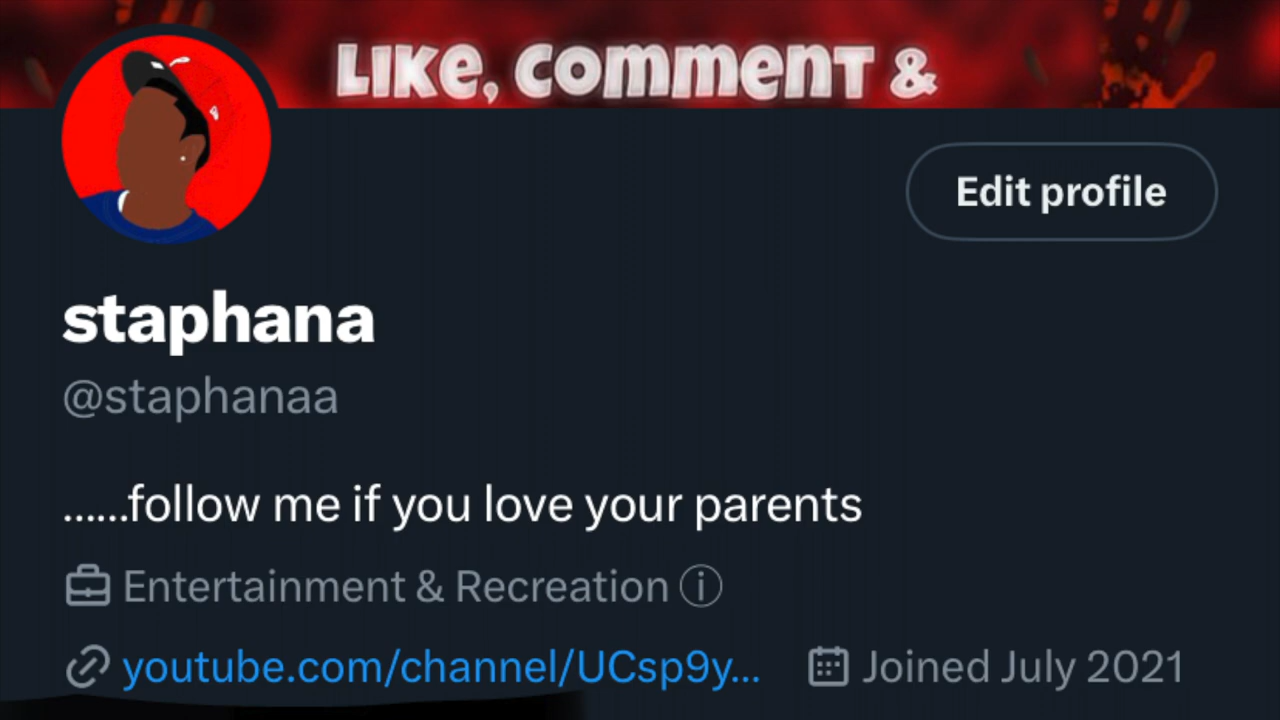 LIKE, COMMENT &
Edit profile
staphana
@staphanaa
......follow me if you love your parents
Entertainment & Recreation
youtube.com/channel/UCsp9y...
Joined July 2021